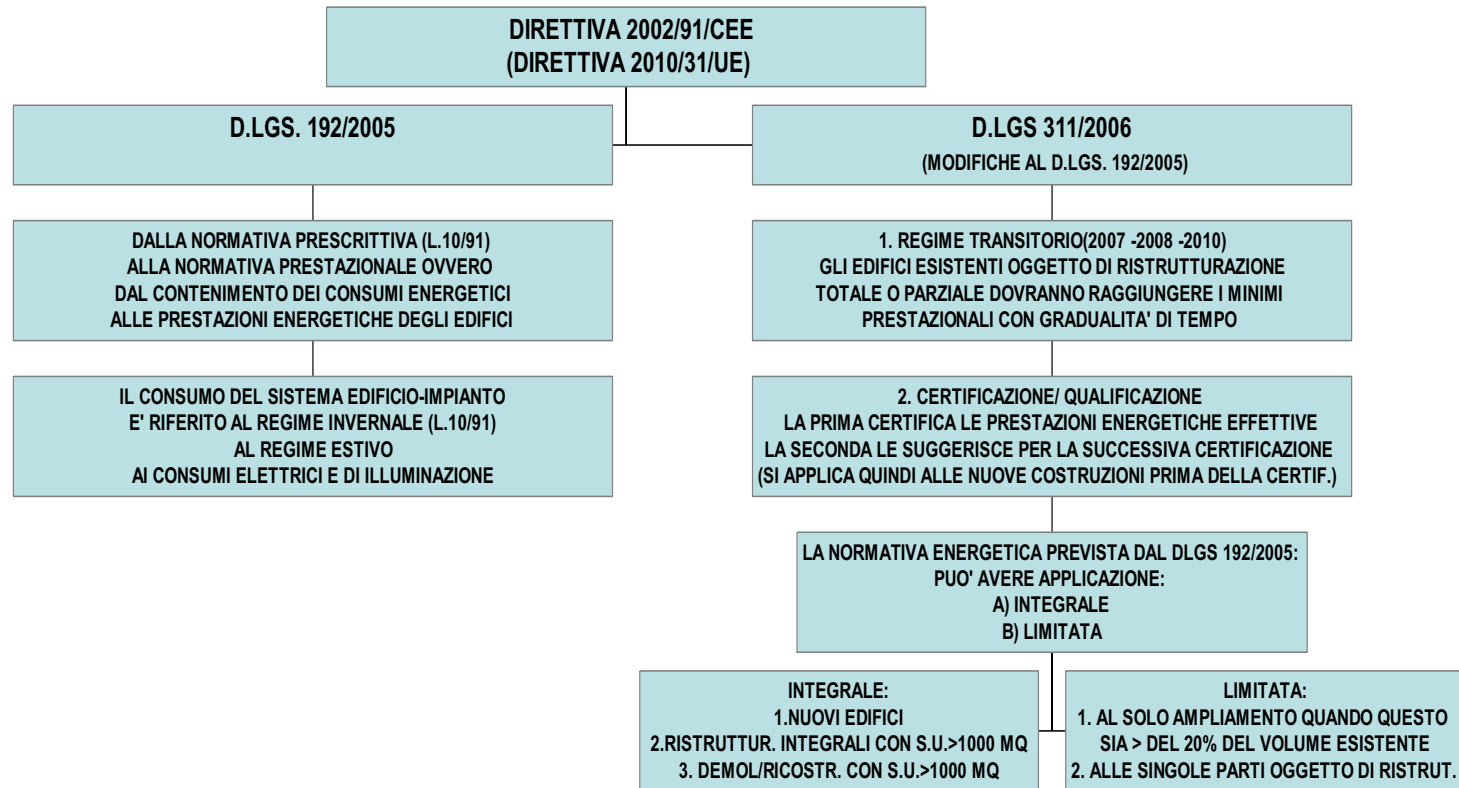 DIRETTIVA 2002/91/CEE
(DIRETTIVA 2010/31/UE)
D.LGS. 192/2005
D.LGS 311/2006
(MODIFICHE AL D.LGS. 192/2005)
DALLA NORMATIVA PRESCRITTIVA (L.10/91)
ALLA NORMATIVA PRESTAZIONALE OVVERO
DAL CONTENIMENTO DEI CONSUMI ENERGETICI
ALLE PRESTAZIONI ENERGETICHE DEGLI EDIFICI
1. REGIME TRANSITORIO(2007 -2008 -2010)
GLI EDIFICI ESISTENTI OGGETTO DI RISTRUTTURAZIONE
TOTALE O PARZIALE DOVRANNO RAGGIUNGERE I MINIMI
PRESTAZIONALI CON GRADUALITA' DI TEMPO
IL CONSUMO DEL SISTEMA EDIFICIO-IMPIANTO
E' RIFERITO AL REGIME INVERNALE (L.10/91)
AL REGIME ESTIVO
AI CONSUMI ELETTRICI E DI ILLUMINAZIONE
2. CERTIFICAZIONE/ QUALIFICAZIONE
LA PRIMA CERTIFICA LE PRESTAZIONI ENERGETICHE EFFETTIVE
LA SECONDA LE SUGGERISCE PER LA SUCCESSIVA CERTIFICAZIONE
(SI APPLICA QUINDI ALLE NUOVE COSTRUZIONI PRIMA DELLA CERTIF.)
LA NORMATIVA ENERGETICA PREVISTA DAL DLGS 192/2005:
PUO' AVERE APPLICAZIONE:
A) INTEGRALE
B) LIMITATA
INTEGRALE:
1.NUOVI EDIFICI
2.RISTRUTTUR. INTEGRALI CON S.U.>1000 MQ
3. DEMOL/RICOSTR. CON S.U.>1000 MQ
LIMITATA:
1. AL SOLO AMPLIAMENTO QUANDO QUESTO
SIA > DEL 20% DEL VOLUME ESISTENTE
2. ALLE SINGOLE PARTI OGGETTO DI RISTRUT.